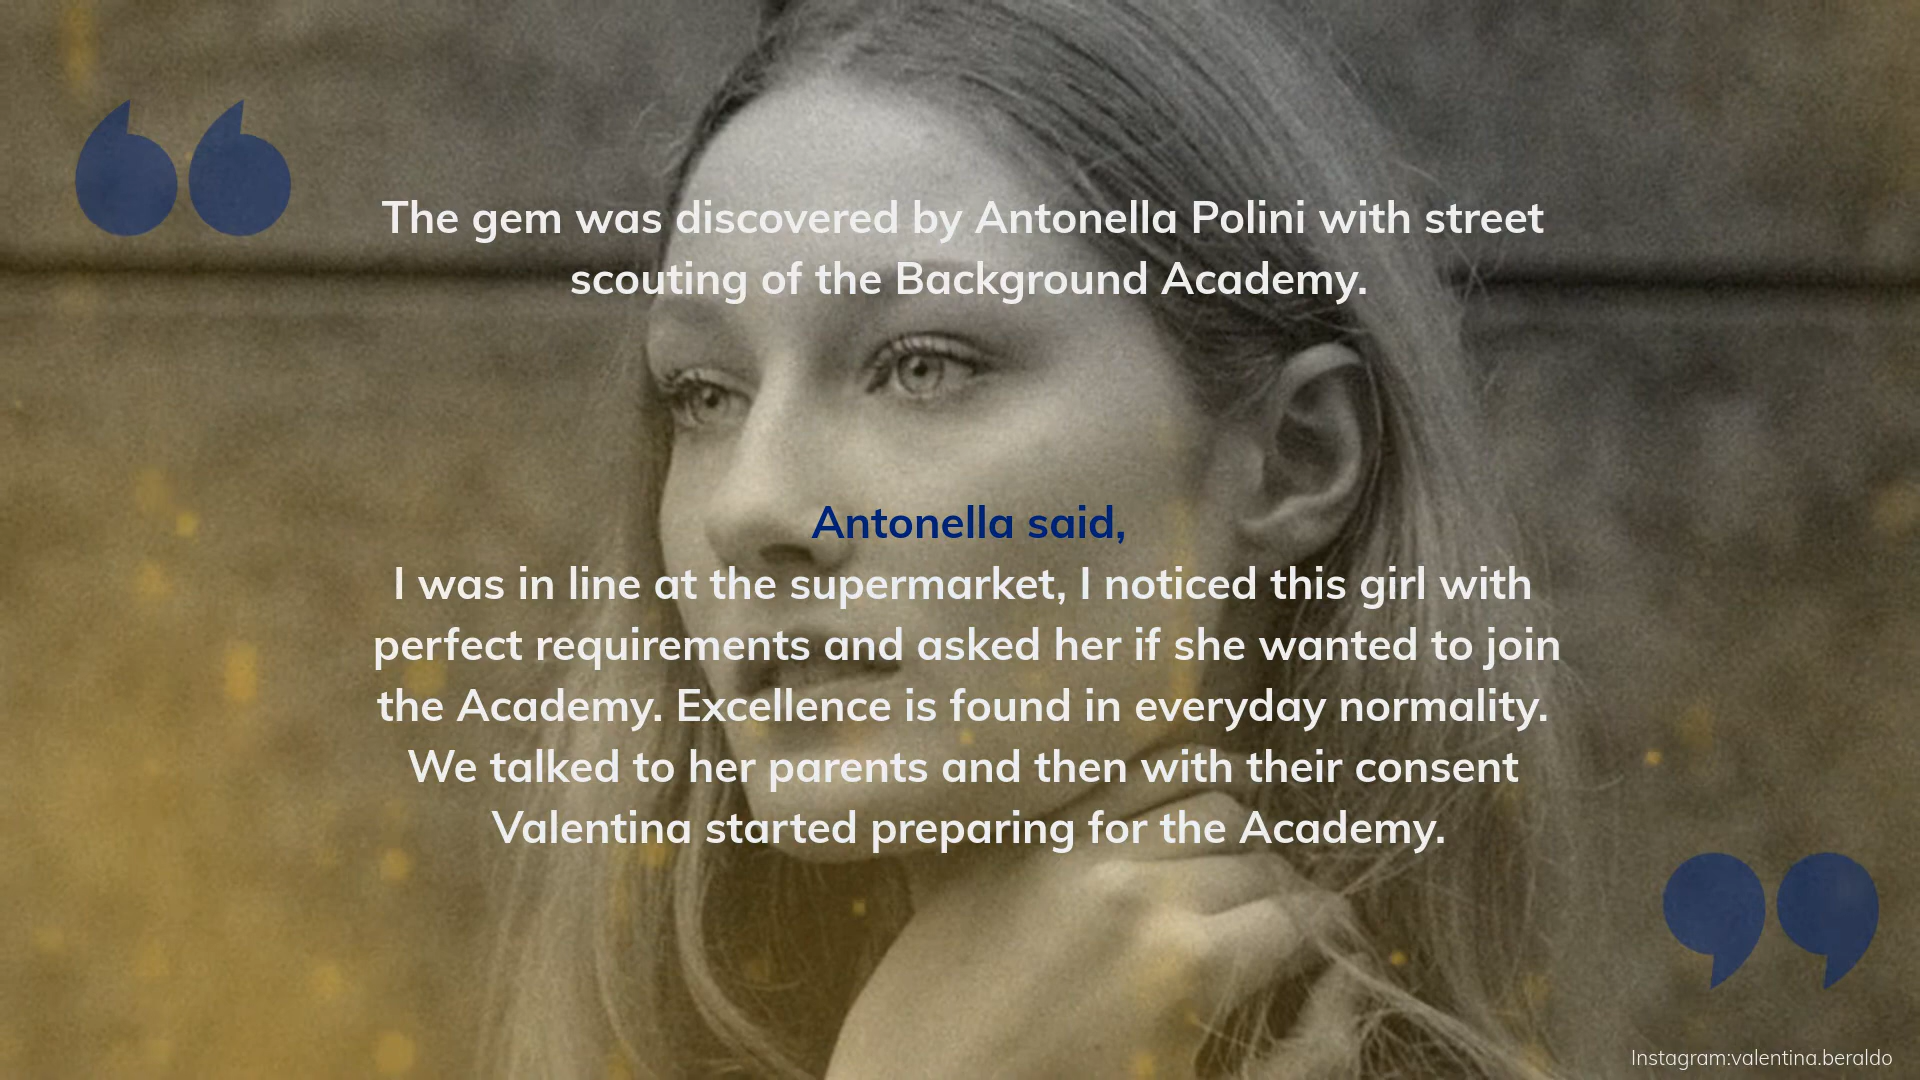 The gem was discovered by Antonella Polini with street
scouting of the Background Academy.
Antonella said,
I was in line at the supermarket, I noticed this girl with
perfect requirements and asked her if she wanted to join
the Academy. Excellence is found in everyday normality.
We talked to her parents and then with their consent
Valentina started preparing for the Academy.
Instagram:valentina.beraldo